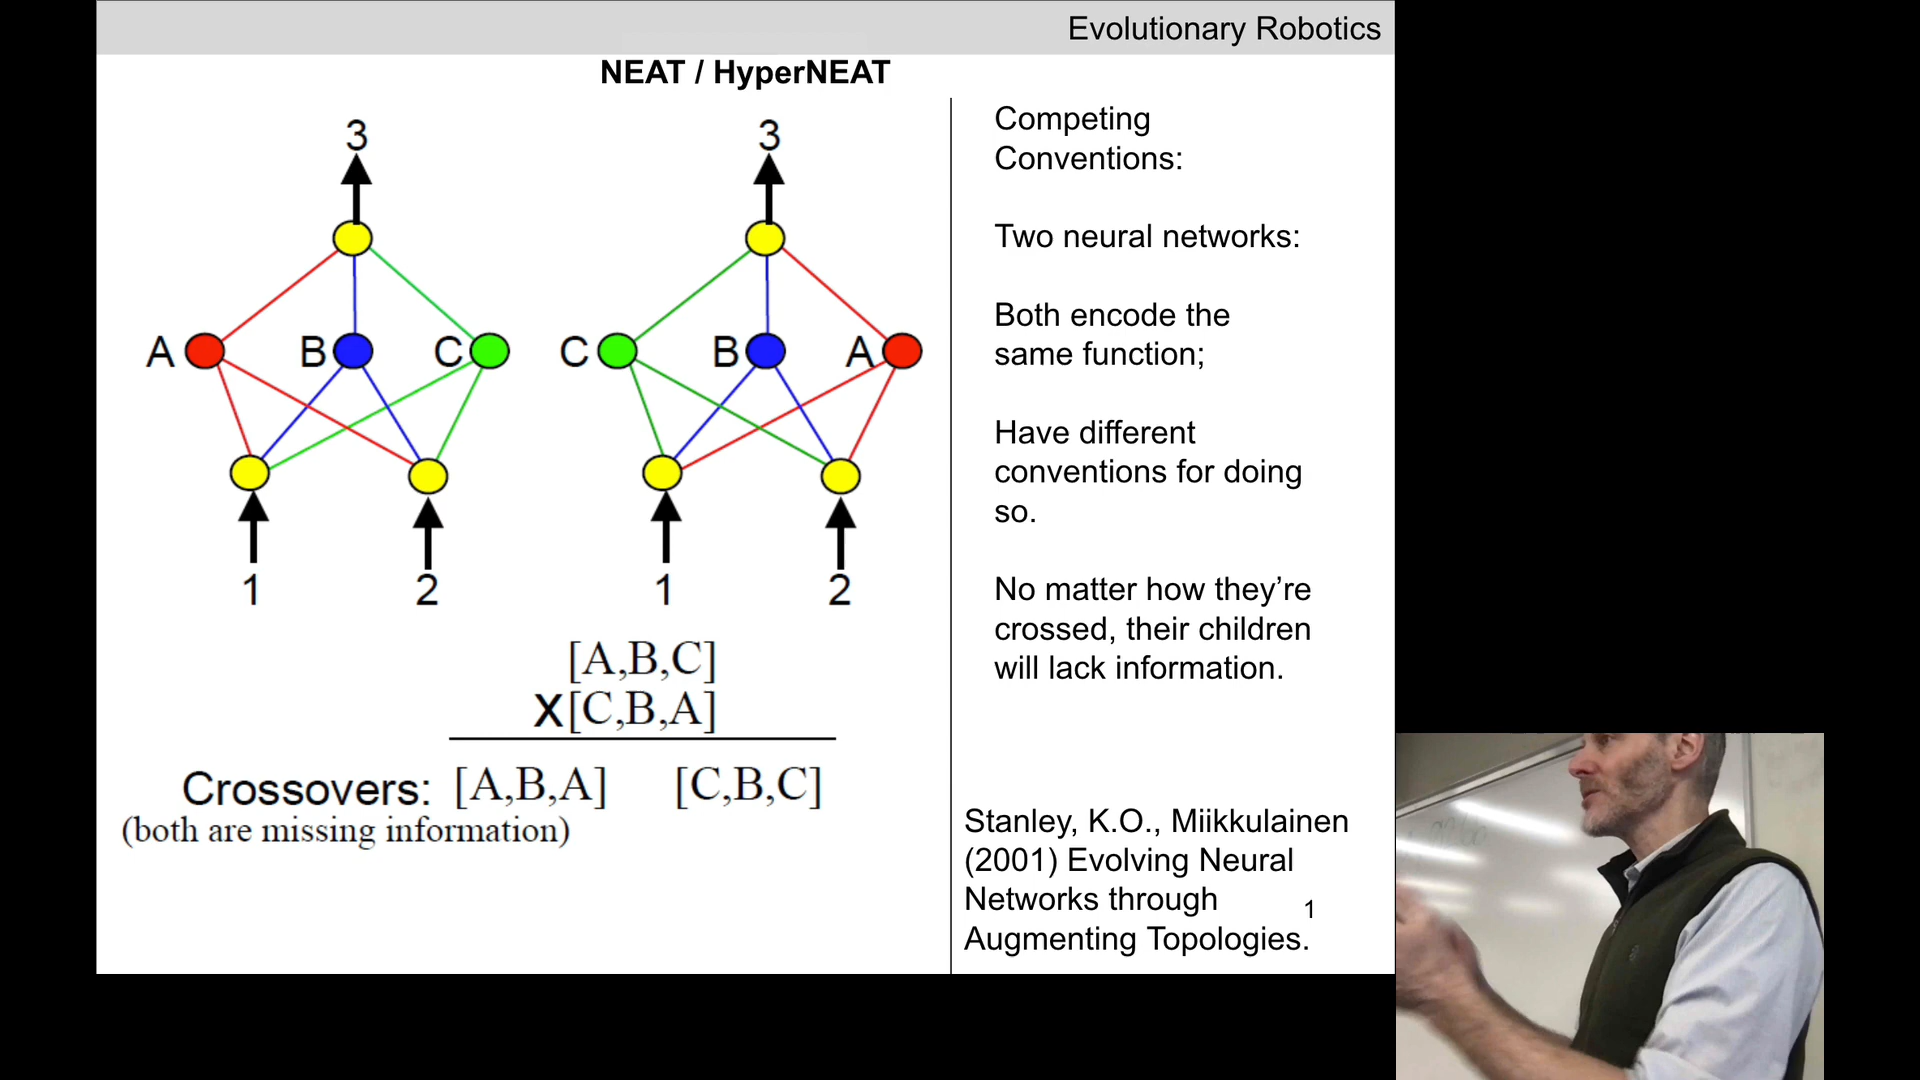 Evolutionary Robotics
NEAT / HyperNEAT
3
3
A
B
C
C
B
A
1
2
1
2
[A,B,C]
X[C,B,A]
Crossovers: [A,B,A] [C,B,C]
(both are missing information)
Competing
Conventions:
Two neural networks:
Both encode the
same function;
Have different
conventions for doing
so.
No matter how they’re
crossed, their children
will lack information.
Stanley, K.O., Miikkulainen
(2001) Evolving Neural
Networks through
Augmenting Topologies.
1